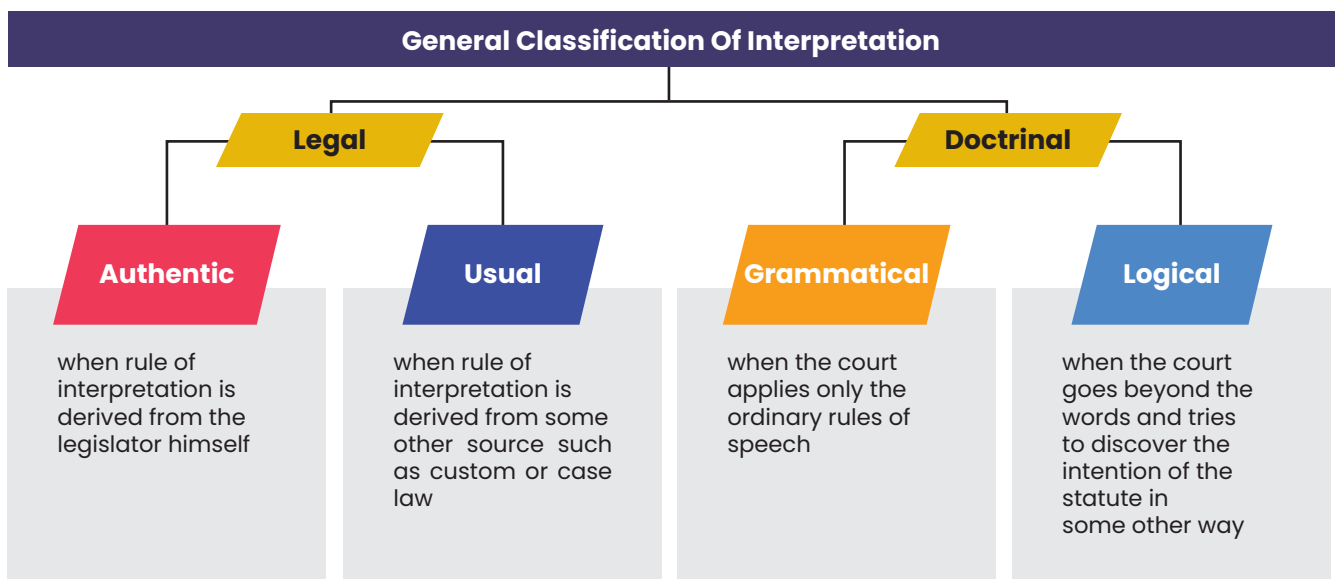 General Classification Of Interpretation
Legal
Doctrinal
Authentic
Usual
Grammatical
Logical
when rule of
interpretation is
derived from the
legislator himself
when rule of
interpretation is
derived from some
other source such
as custom or case
law
when the court
applies only the
ordinary rules of
speech
when the court
goes beyond the
words and tries
to discover the
intention of the
statute in
some other way